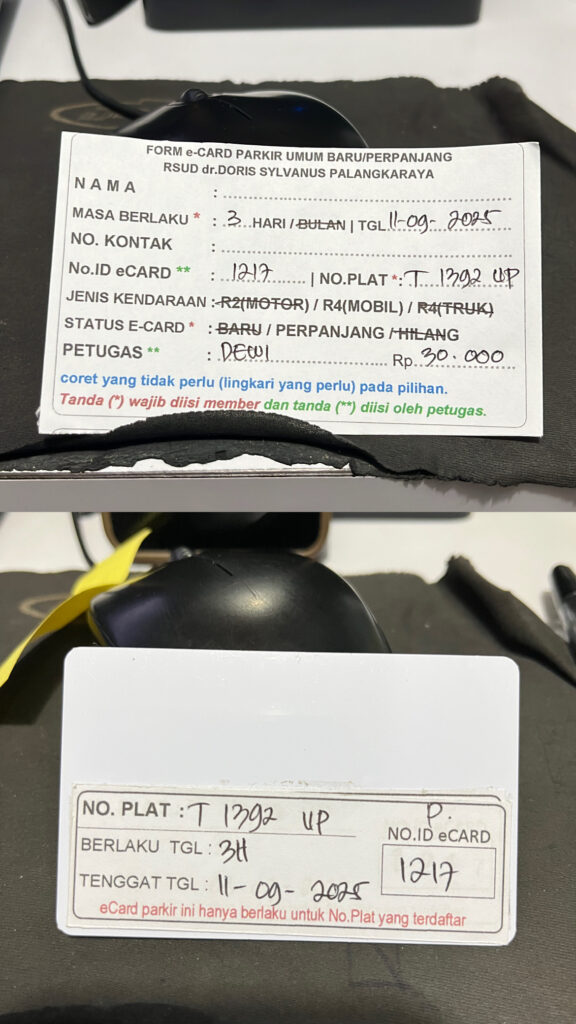 FORM e-CARD PARKIR UMUM BARU/PERPANJANG
RSUD dr.DORIS SYLVANUS PALANGKARAYA
NAMA :
MASA BERLAKU * : 3 HARI / BULAN | TGL 11-09-2025
NO. KONTAK :
No.ID eCARD ** : 1217 | NO.PLAT *: T 1392 UP
JENIS KENDARAAN : R2(MOTOR) / R4(MOBIL) / R4(TRUK)
STATUS E-CARD * : BARU / PERPANJANG / HILANG
PETUGAS ** : DEWI Rp. 30.000
coret yang tidak perlu (lingkari yang perlu) pada pilihan.
Tanda (*) wajib diisi member dan tanda (**) diisi oleh petugas.
NO. PLAT : T 1392 UP
P.
NO.ID eCARD
BERLAKU TGL : 3H
1217
TENGGAT TGL : 11-09-2025
eCard parkir ini hanya berlaku untuk No.Plat yang terdaftar